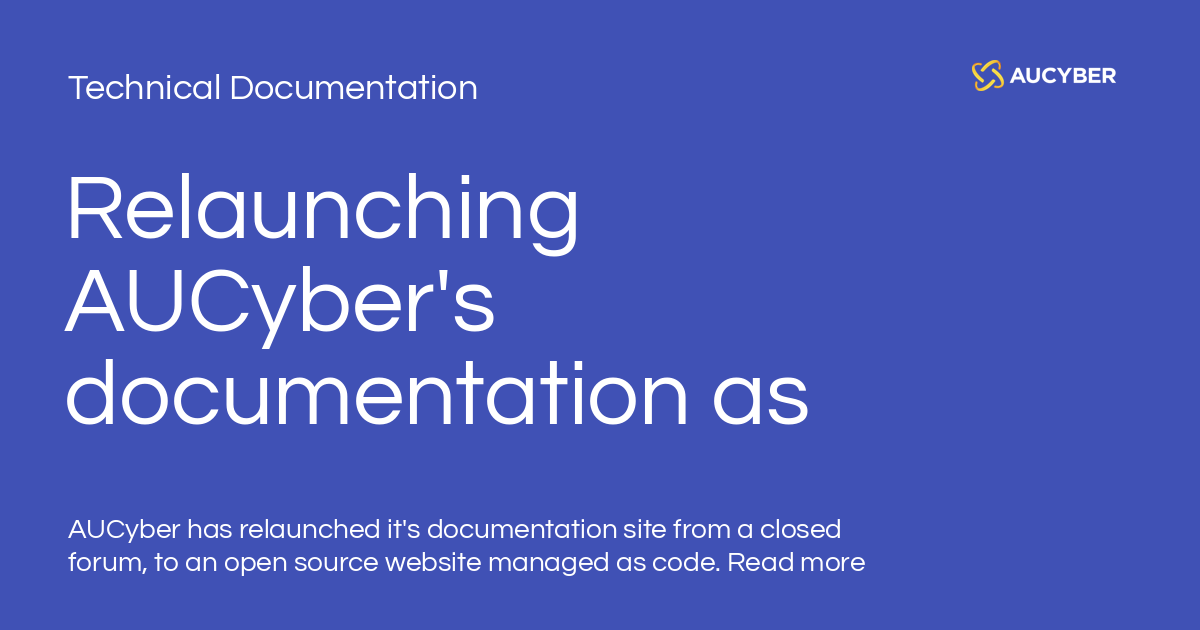 Technical Documentation
AUCYBER
Relaunching
AUCyber's
documentation as
AUCyber has relaunched it's documentation site from a closed
forum, to an open source website managed as code. Read more